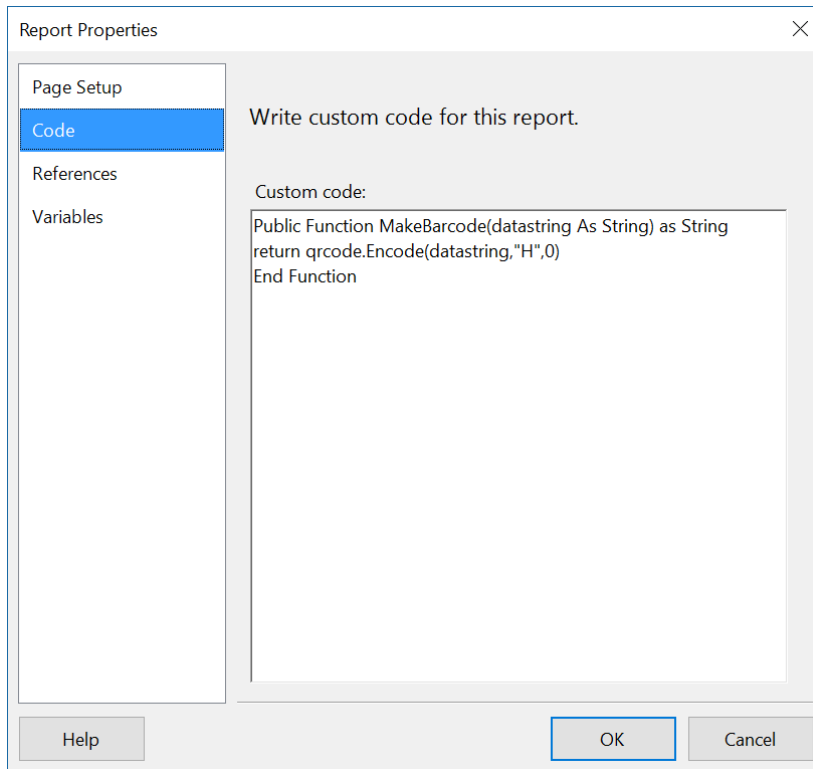 Report Properties
Page Setup
Code
References
Variables
Write custom code for this report.
Custom code:
Public Function MakeBarcode(datastring As String) as String
return qrcode.Encode(datastring,"H",0)
End Function
Help
OK
Cancel